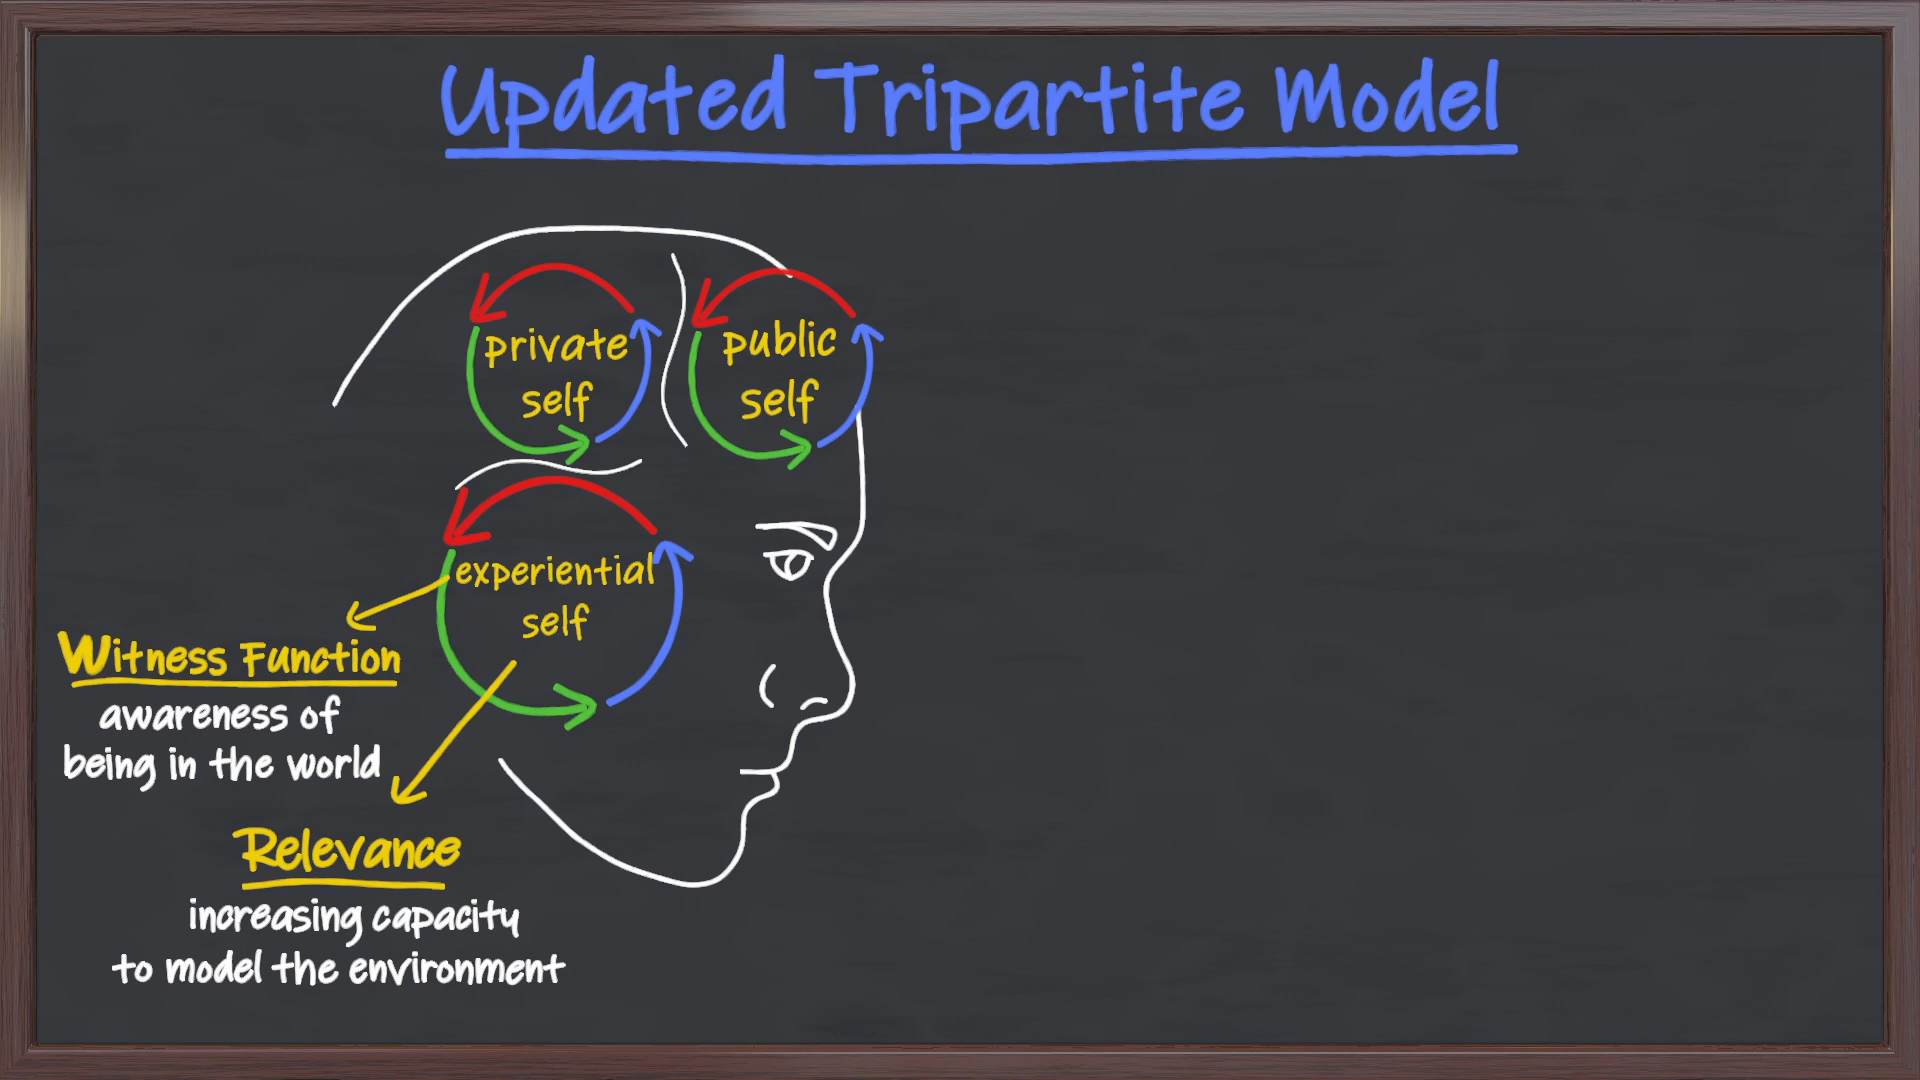 Updated Tripartite Model
private
self
public
self
experiential
self
Witness Function
awareness of
being in the world
Relevance
increasing capacity
to model the environment